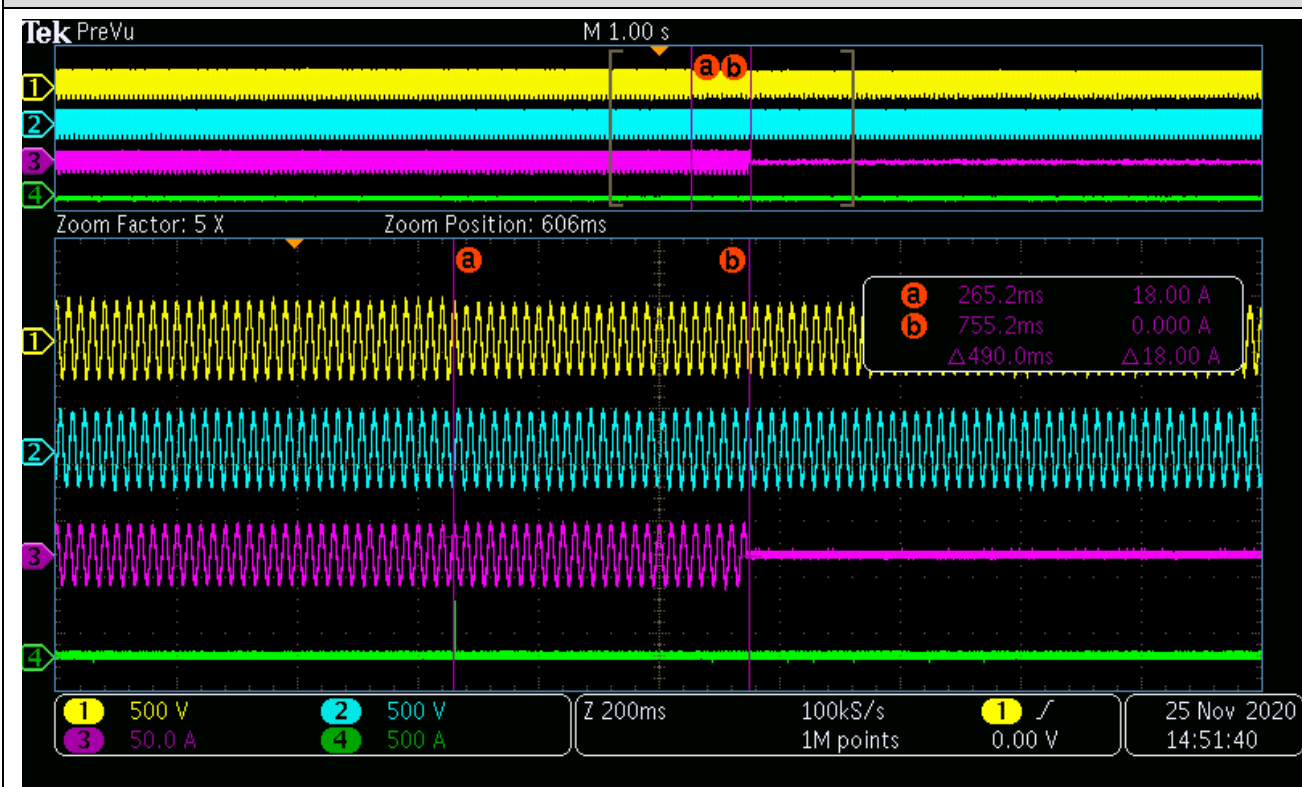 Tek PreVu M 1.00 s
a b
1
2
3
4
Zoom Factor: 5 X Zoom Position: 606ms
a b
a 265.2ms 18.00 A
b 755.2ms 0.000 A
△490.0ms △18.00 A
1
2
3
4
1 500 V 2 500 V Z 200ms 100kS/s 1 25 Nov 2020
3 50.0 A 4 500 A 1M points 0.00 V 14:51:40